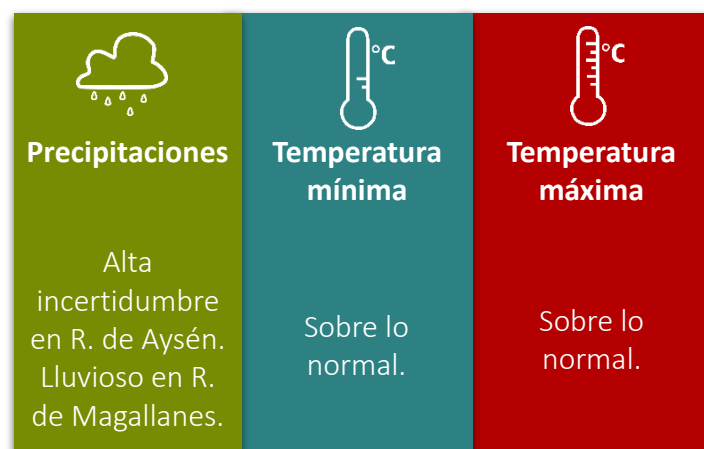 °C
°C
Precipitaciones
Temperatura
mínima
Temperatura
máxima
Alta
incertidumbre
en R. de Aysén.
Lluvioso en R.
de Magallanes.
Sobre lo
normal.
Sobre lo
normal.